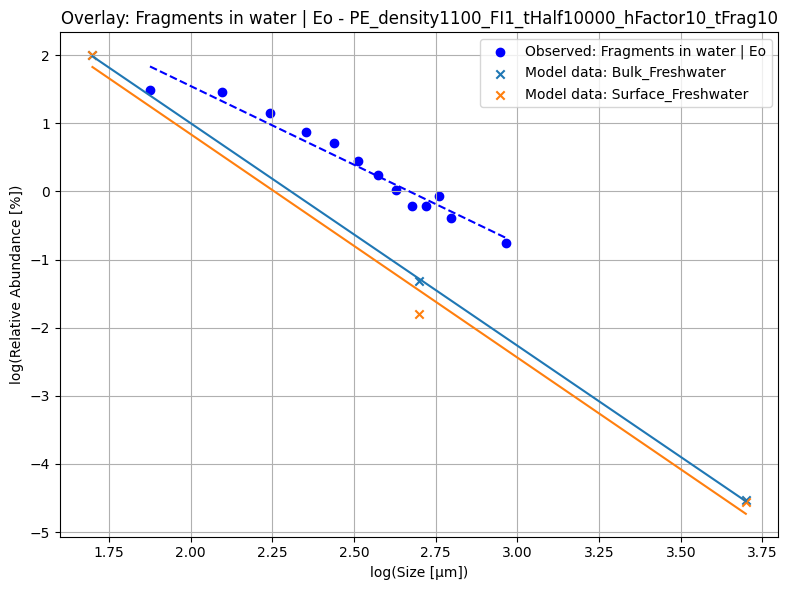 Overlay: Fragments in water | Eo - PE_density1100_FI1_tHalf10000_hFactor10_tFrag10
Observed: Fragments in water | Eo
Model data: Bulk_Freshwater
Model data: Surface_Freshwater
log(Relative Abundance [%])
2
1
0
−1
−2
−3
−4
−5
1.75 2.00 2.25 2.50 2.75 3.00 3.25 3.50 3.75
log(Size [μm])